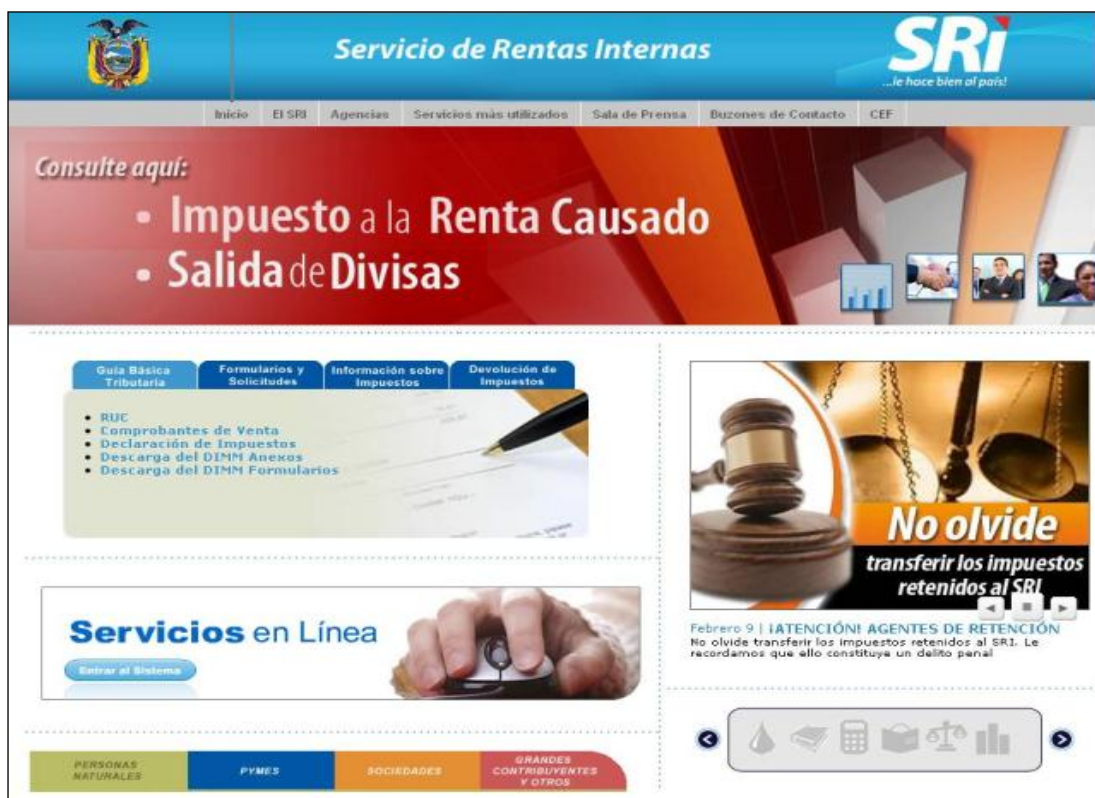 Servicio de Rentas Internas
SRi
...le hace bien al país!
Inicio El SRI Agencias Servicios más utilizados Sala de Prensa Buzones de Contacto CEF
Consulte aquí:
• Impuesto a la Renta Causado
• Salida de Divisas
Guía Básica Tributaria
Formularios y Solicitudes
Información sobre Impuestos
Devolución de Impuestos
• RUC
• Comprobantes de Venta
• Declaración de Impuestos
• Descarga del DIMM Anexos
• Descarga del DIMM Formularios
No olvide
transferir los impuestos
retenidos al SRI
Febrero 9 | ¡ATENCIÓN! AGENTES DE RETENCIÓN
No olvide transferir los impuestos retenidos al SRI. Le
recordamos que ello constituye un delito penal
Servicios en Línea
Entrar al Sistema
PERSONAS
NATURALES
PYMES
SOCIEDADES
GRANDES
CONTRIBUYENTES
Y OTROS